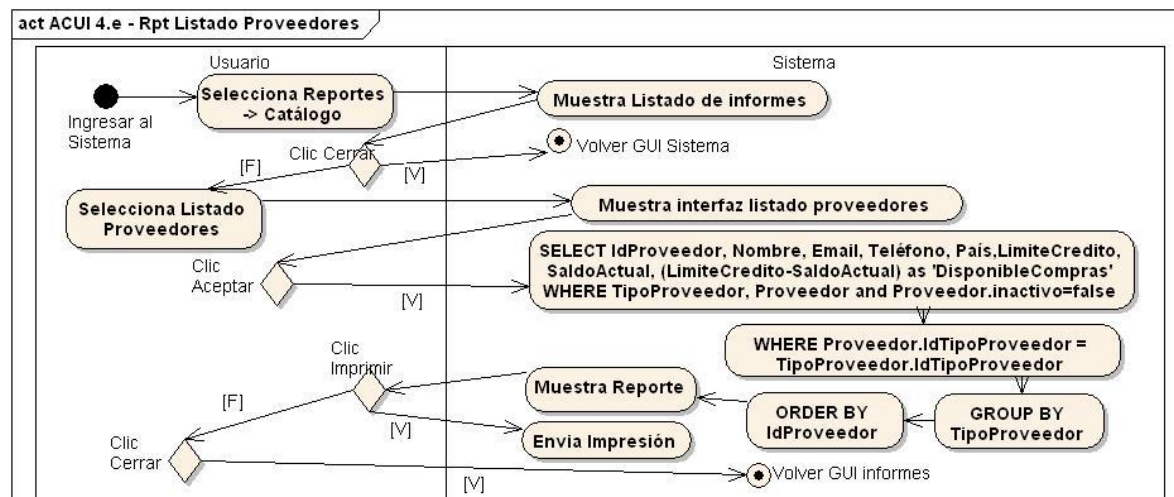 act ACUI 4.e - Rpt Listado Proveedores
Usuario
Sistema
Ingresar al
Sistema
Selecciona Reportes
-> Catálogo
Muestra Listado de informes
Clic Cerrar
Volver GUI Sistema
[F]
[V]
Selecciona Listado
Proveedores
Muestra interfaz listado proveedores
Clic
Aceptar
[V]
SELECT IdProveedor, Nombre, Email, Teléfono, País,LimiteCredito,
SaldoActual, (LimiteCredito-SaldoActual) as 'DisponibleCompras'
WHERE TipoProveedor, Proveedor and Proveedor.inactivo=false
WHERE Proveedor.IdTipoProveedor =
TipoProveedor.IdTipoProveedor
Clic
Imprimir
Muestra Reporte
ORDER BY
IdProveedor
GROUP BY
TipoProveedor
[F]
[V]
Envia Impresión
Clic
Cerrar
[V]
Volver GUI informes